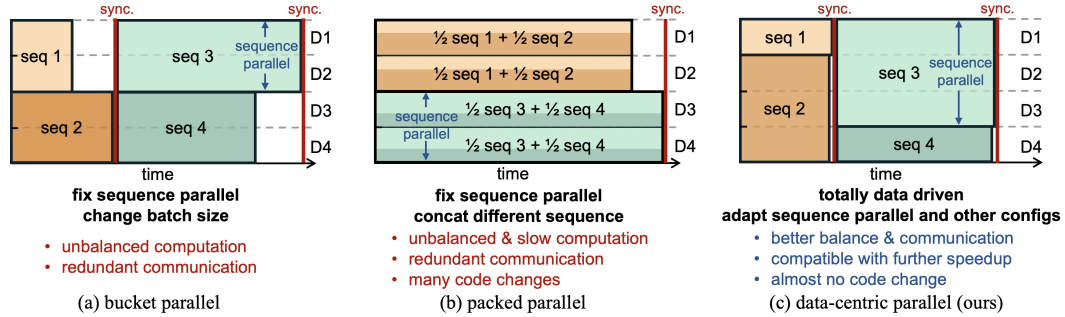 sync.
sync.
seq 1
seq 3
sequence
parallel
seq 2
seq 4
D1
D2
D3
D4
time
fix sequence parallel
change batch size
• unbalanced computation
• redundant communication
(a) bucket parallel
sync.
½ seq 1 + ½ seq 2
½ seq 1 + ½ seq 2
½ seq 3 + ½ seq 4
sequence
parallel
½ seq 3 + ½ seq 4
D1
D2
D3
D4
time
fix sequence parallel
concat different sequence
• unbalanced & slow computation
• redundant communication
• many code changes
(b) packed parallel
sync.
sync.
seq 1
seq 3
sequence
parallel
seq 2
seq 4
D1
D2
D3
D4
time
totally data driven
adapt sequence parallel and other configs
• better balance & communication
• compatible with further speedup
• almost no code change
(c) data-centric parallel (ours)